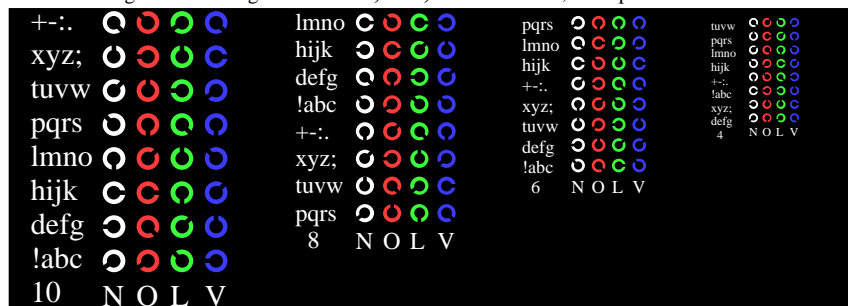 +-:.
xyz;
tuvw
pqrs
lmno
hijk
defg
!abc
10 N O L V
lmno
hijk
defg
!abc
+-:.
xyz;
tuvw
pqrs
8 N O L V
pqrs
lmno
hijk
+-:.
xyz;
tuvw
defg
!abc
6 N O L V
tuvw
pqrs
lmno
hijk
+-:.
!abc
xyz;
defg
4 N O L V